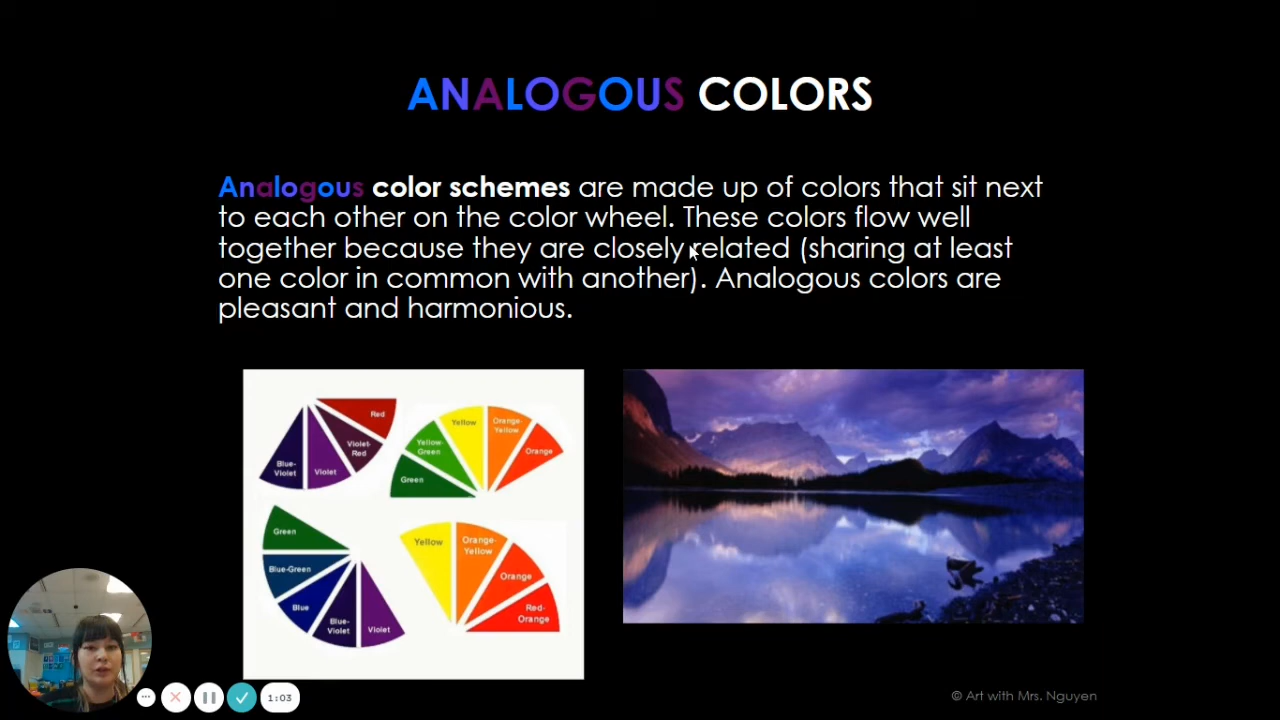 ANALOGOUS COLORS
Analogous color schemes are made up of colors that sit next
to each other on the color wheel. These colors flow well
together because they are closely related (sharing at least
one color in common with another). Analogous colors are
pleasant and harmonious.
Red
Violet-
Red
Violet
Blue-
Violet
Green
Yellow-
Green
Yellow
Orange-
Yellow
Orange
Green
Blue-Green
Blue
Blue-
Violet
Violet
Yellow
Orange-
Yellow
Orange
Red-
Orange
1:03
© Art with Mrs. Nguyen